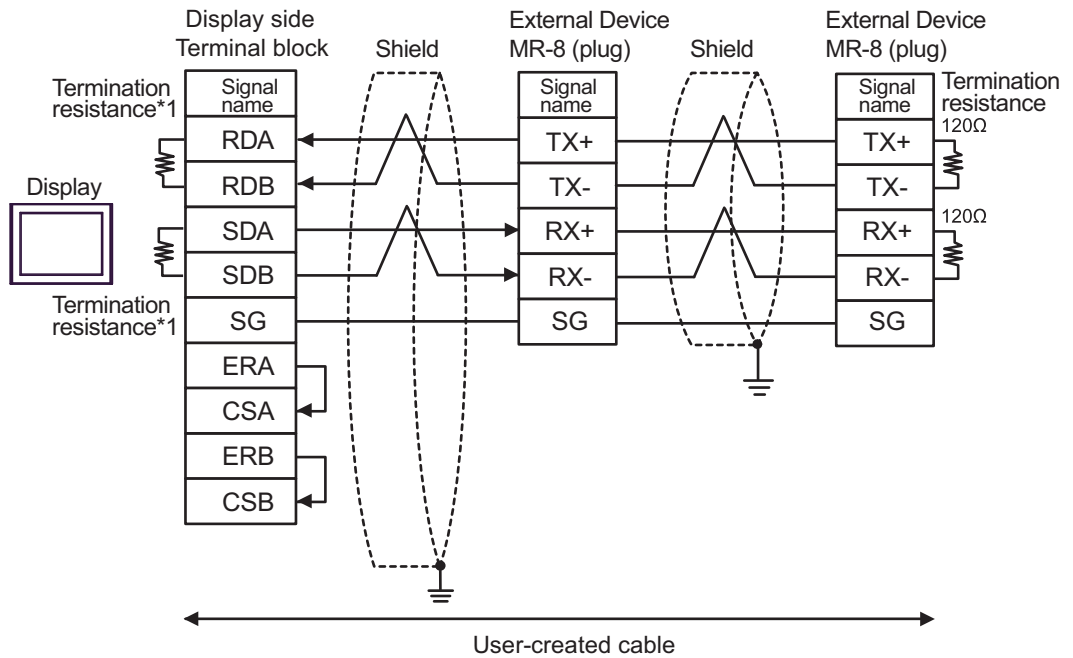 Display side
Terminal block
Shield
External Device
MR-8 (plug)
Shield
External Device
MR-8 (plug)
Termination
resistance*1
Signal
name
Signal
name
Signal
name
Termination
resistance
RDA
TX+
TX+
120Ω
RDB
TX-
TX-
Display
SDA
RX+
RX+
120Ω
SDB
RX-
RX-
Termination
resistance*1
SG
SG
SG
ERA
CSA
ERB
CSB
User-created cable